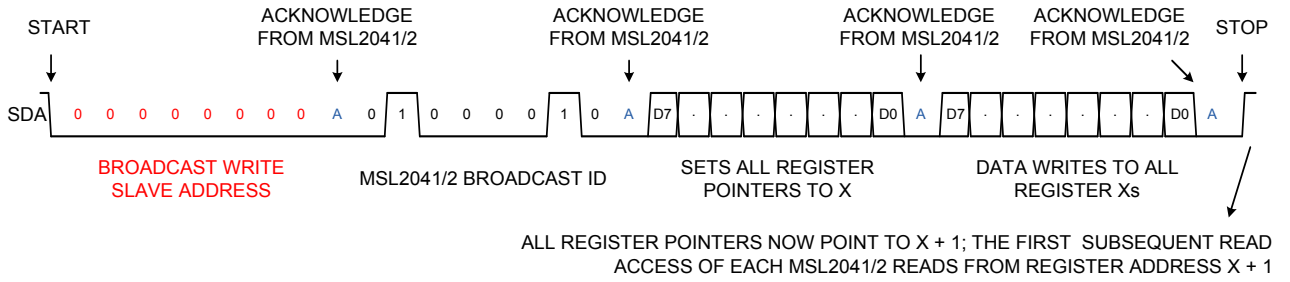 START
ACKNOWLEDGE
FROM MSL2041/2
ACKNOWLEDGE
FROM MSL2041/2
ACKNOWLEDGE
FROM MSL2041/2
ACKNOWLEDGE
FROM MSL2041/2
STOP
SDA 0 0 0 0 0 0 0 0 A 0 1 0 0 0 0 1 0 A D7 . . . . . . D0 A D7 . . . . . . D0 A
BROADCAST WRITE
SLAVE ADDRESS
MSL2041/2 BROADCAST ID
SETS ALL REGISTER
POINTERS TO X
DATA WRITES TO ALL
REGISTER Xs
ALL REGISTER POINTERS NOW POINT TO X + 1; THE FIRST SUBSEQUENT READ
ACCESS OF EACH MSL2041/2 READS FROM REGISTER ADDRESS X + 1